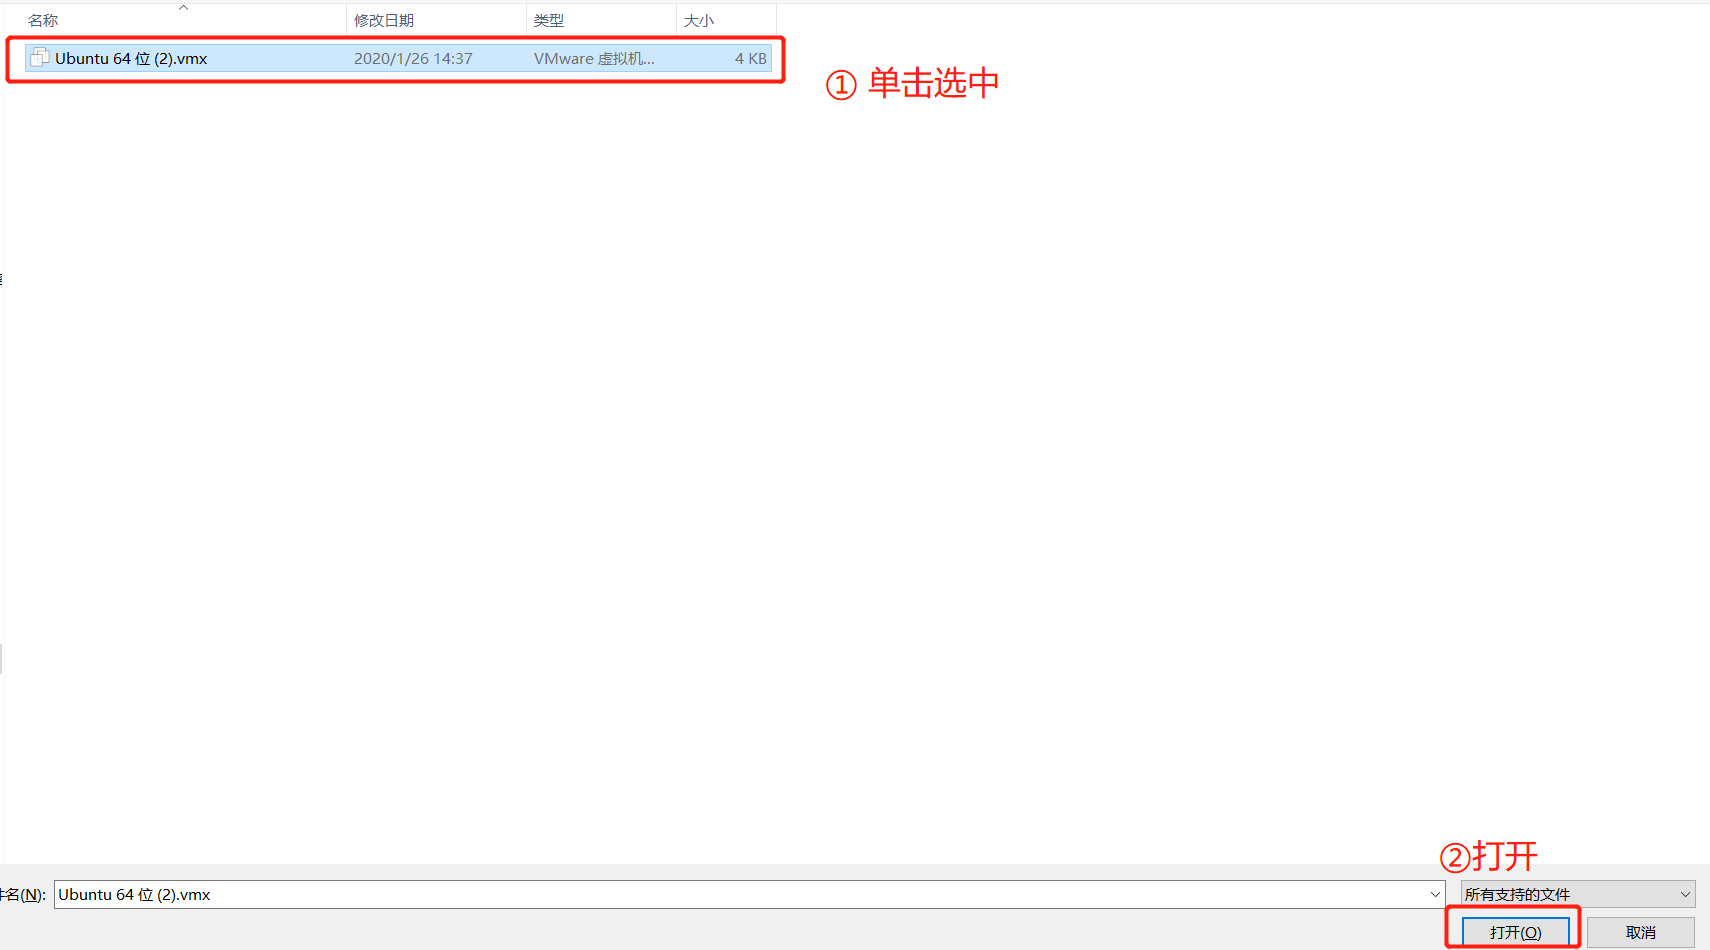 名称 修改日期 类型 大小
Ubuntu 64 位 (2).vmx 2020/1/26 14:37 VMware 虚拟机... 4 KB
① 单击选中
②打开
件名(N): Ubuntu 64 位 (2).vmx 所有支持的文件
打开(O) 取消